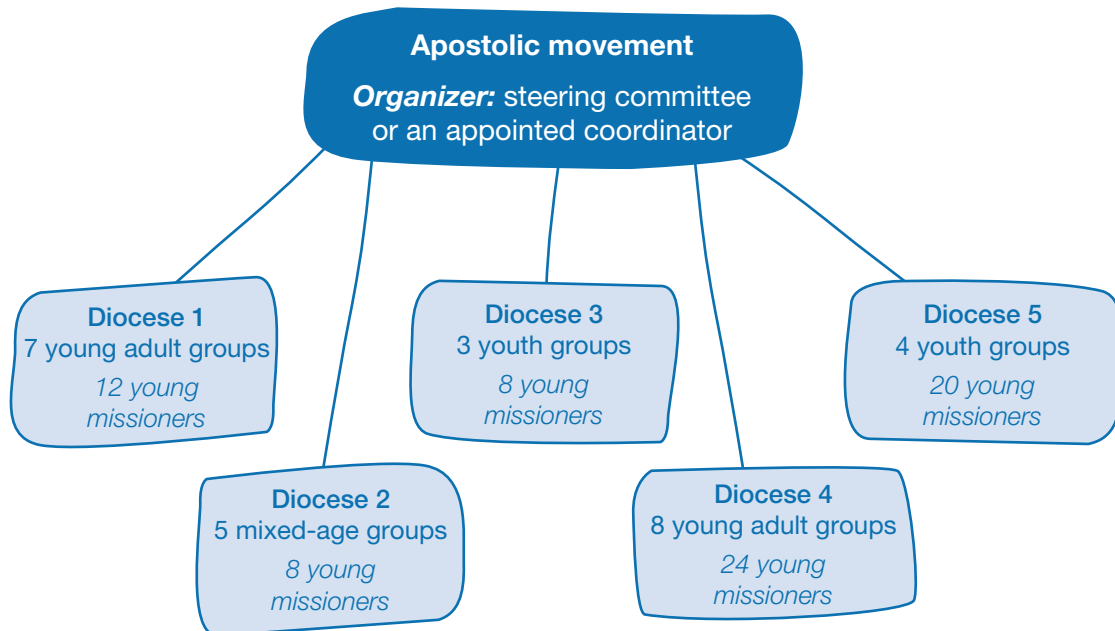 Apostolic movement
Organizer: steering committee
or an appointed coordinator
Diocese 1
7 young adult groups
12 young
missioners
Diocese 2
5 mixed-age groups
8 young
missioners
Diocese 3
3 youth groups
8 young
missioners
Diocese 4
8 young adult groups
24 young
missioners
Diocese 5
4 youth groups
20 young
missioners